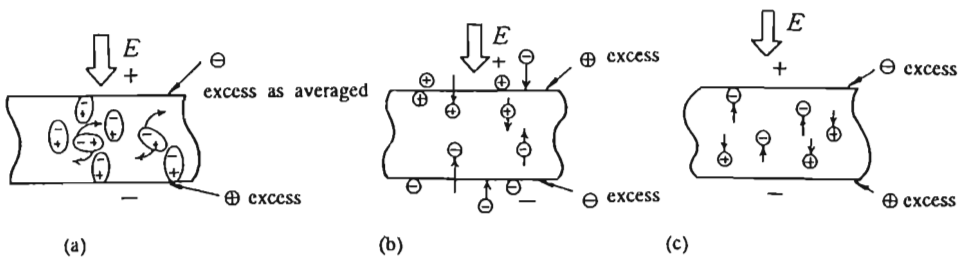 E
+
⊖
excess as averaged
−
⊕ excess
(a)
E
+
⊕ excess
−
⊖ excess
(b)
E
+
⊖ excess
−
⊕ excess
(c)